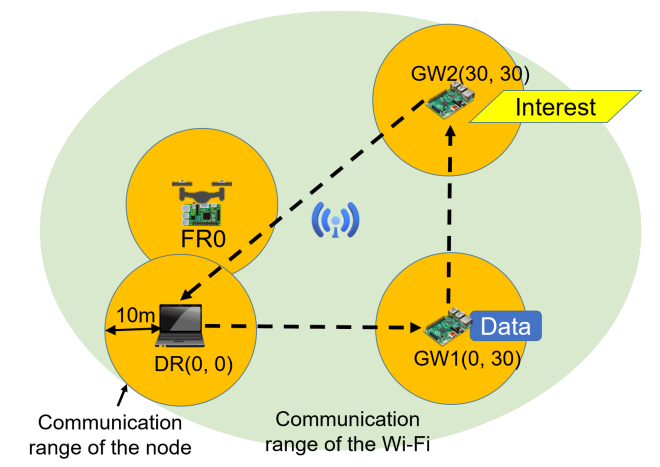 GW2(30, 30)
Interest
FR0
10m
DR(0, 0)
Data
GW1(0, 30)
Communication
range of the node
Communication
range of the Wi-Fi